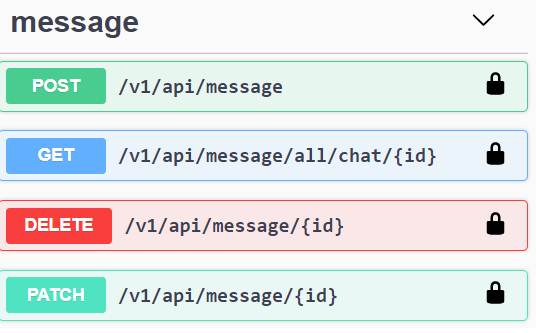 message
POST /v1/api/message
GET /v1/api/message/all/chat/{id}
DELETE /v1/api/message/{id}
PATCH /v1/api/message/{id}